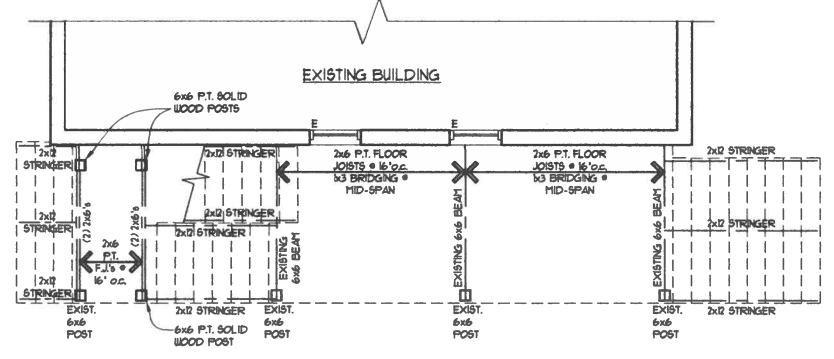 EXISTING BUILDING
6x6 P.T. SOLID
WOOD POSTS
E
E
2x12
STRINGER
2x12 STRINGER
2x6 P.T. FLOOR
JOISTS @ 16"o.c.
1x3 BRIDGING @
MID-SPAN
2x6 P.T. FLOOR
JOISTS @ 16"o.c.
1x3 BRIDGING @
MID-SPAN
2x12 STRINGER
2x12
STRINGER
(2) 2x6's
(2) 2x6's
2x12 STRINGER
2x12 STRINGER
2x12 STRINGER
2x6
P.T.
F.J.'s @
16" o.c.
EXISTING
6x6 BEAM
EXISTING 6x6 BEAM
EXISTING 6x6 BEAM
2x12
STRINGER
2x12 STRINGER
2x12 STRINGER
EXIST.
6x6
POST
6x6 P.T. SOLID
WOOD POST
EXIST.
6x6
POST
EXIST.
6x6
POST
EXIST.
6x6
POST